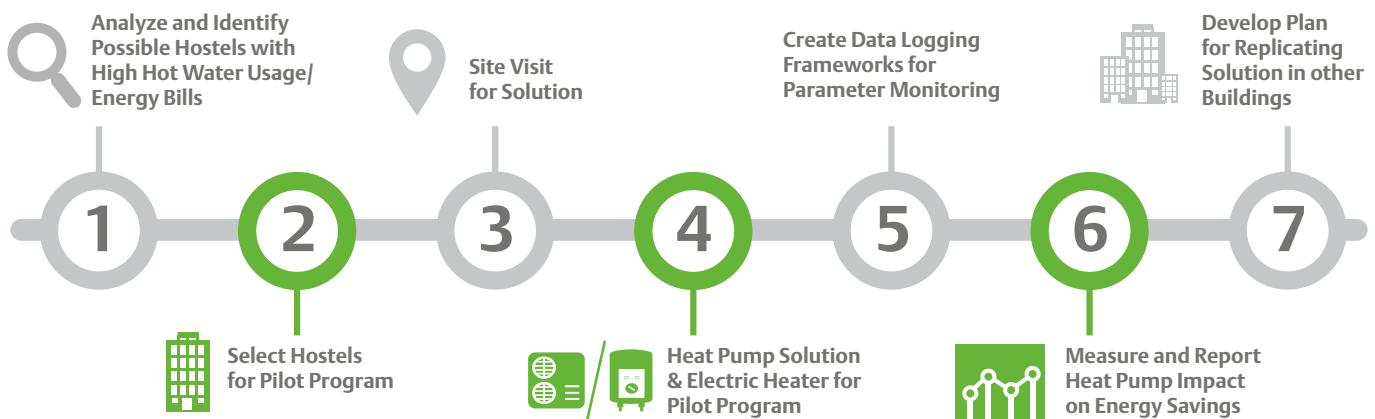 Analyze and Identify
Possible Hostels with
High Hot Water Usage/
Energy Bills
Site Visit
for Solution
Create Data Logging
Frameworks for
Parameter Monitoring
Develop Plan
for Replicating
Solution in other
Buildings
1
2
3
4
5
6
7
Select Hostels
for Pilot Program
Heat Pump Solution
& Electric Heater for
Pilot Program
Measure and Report
Heat Pump Impact
on Energy Savings